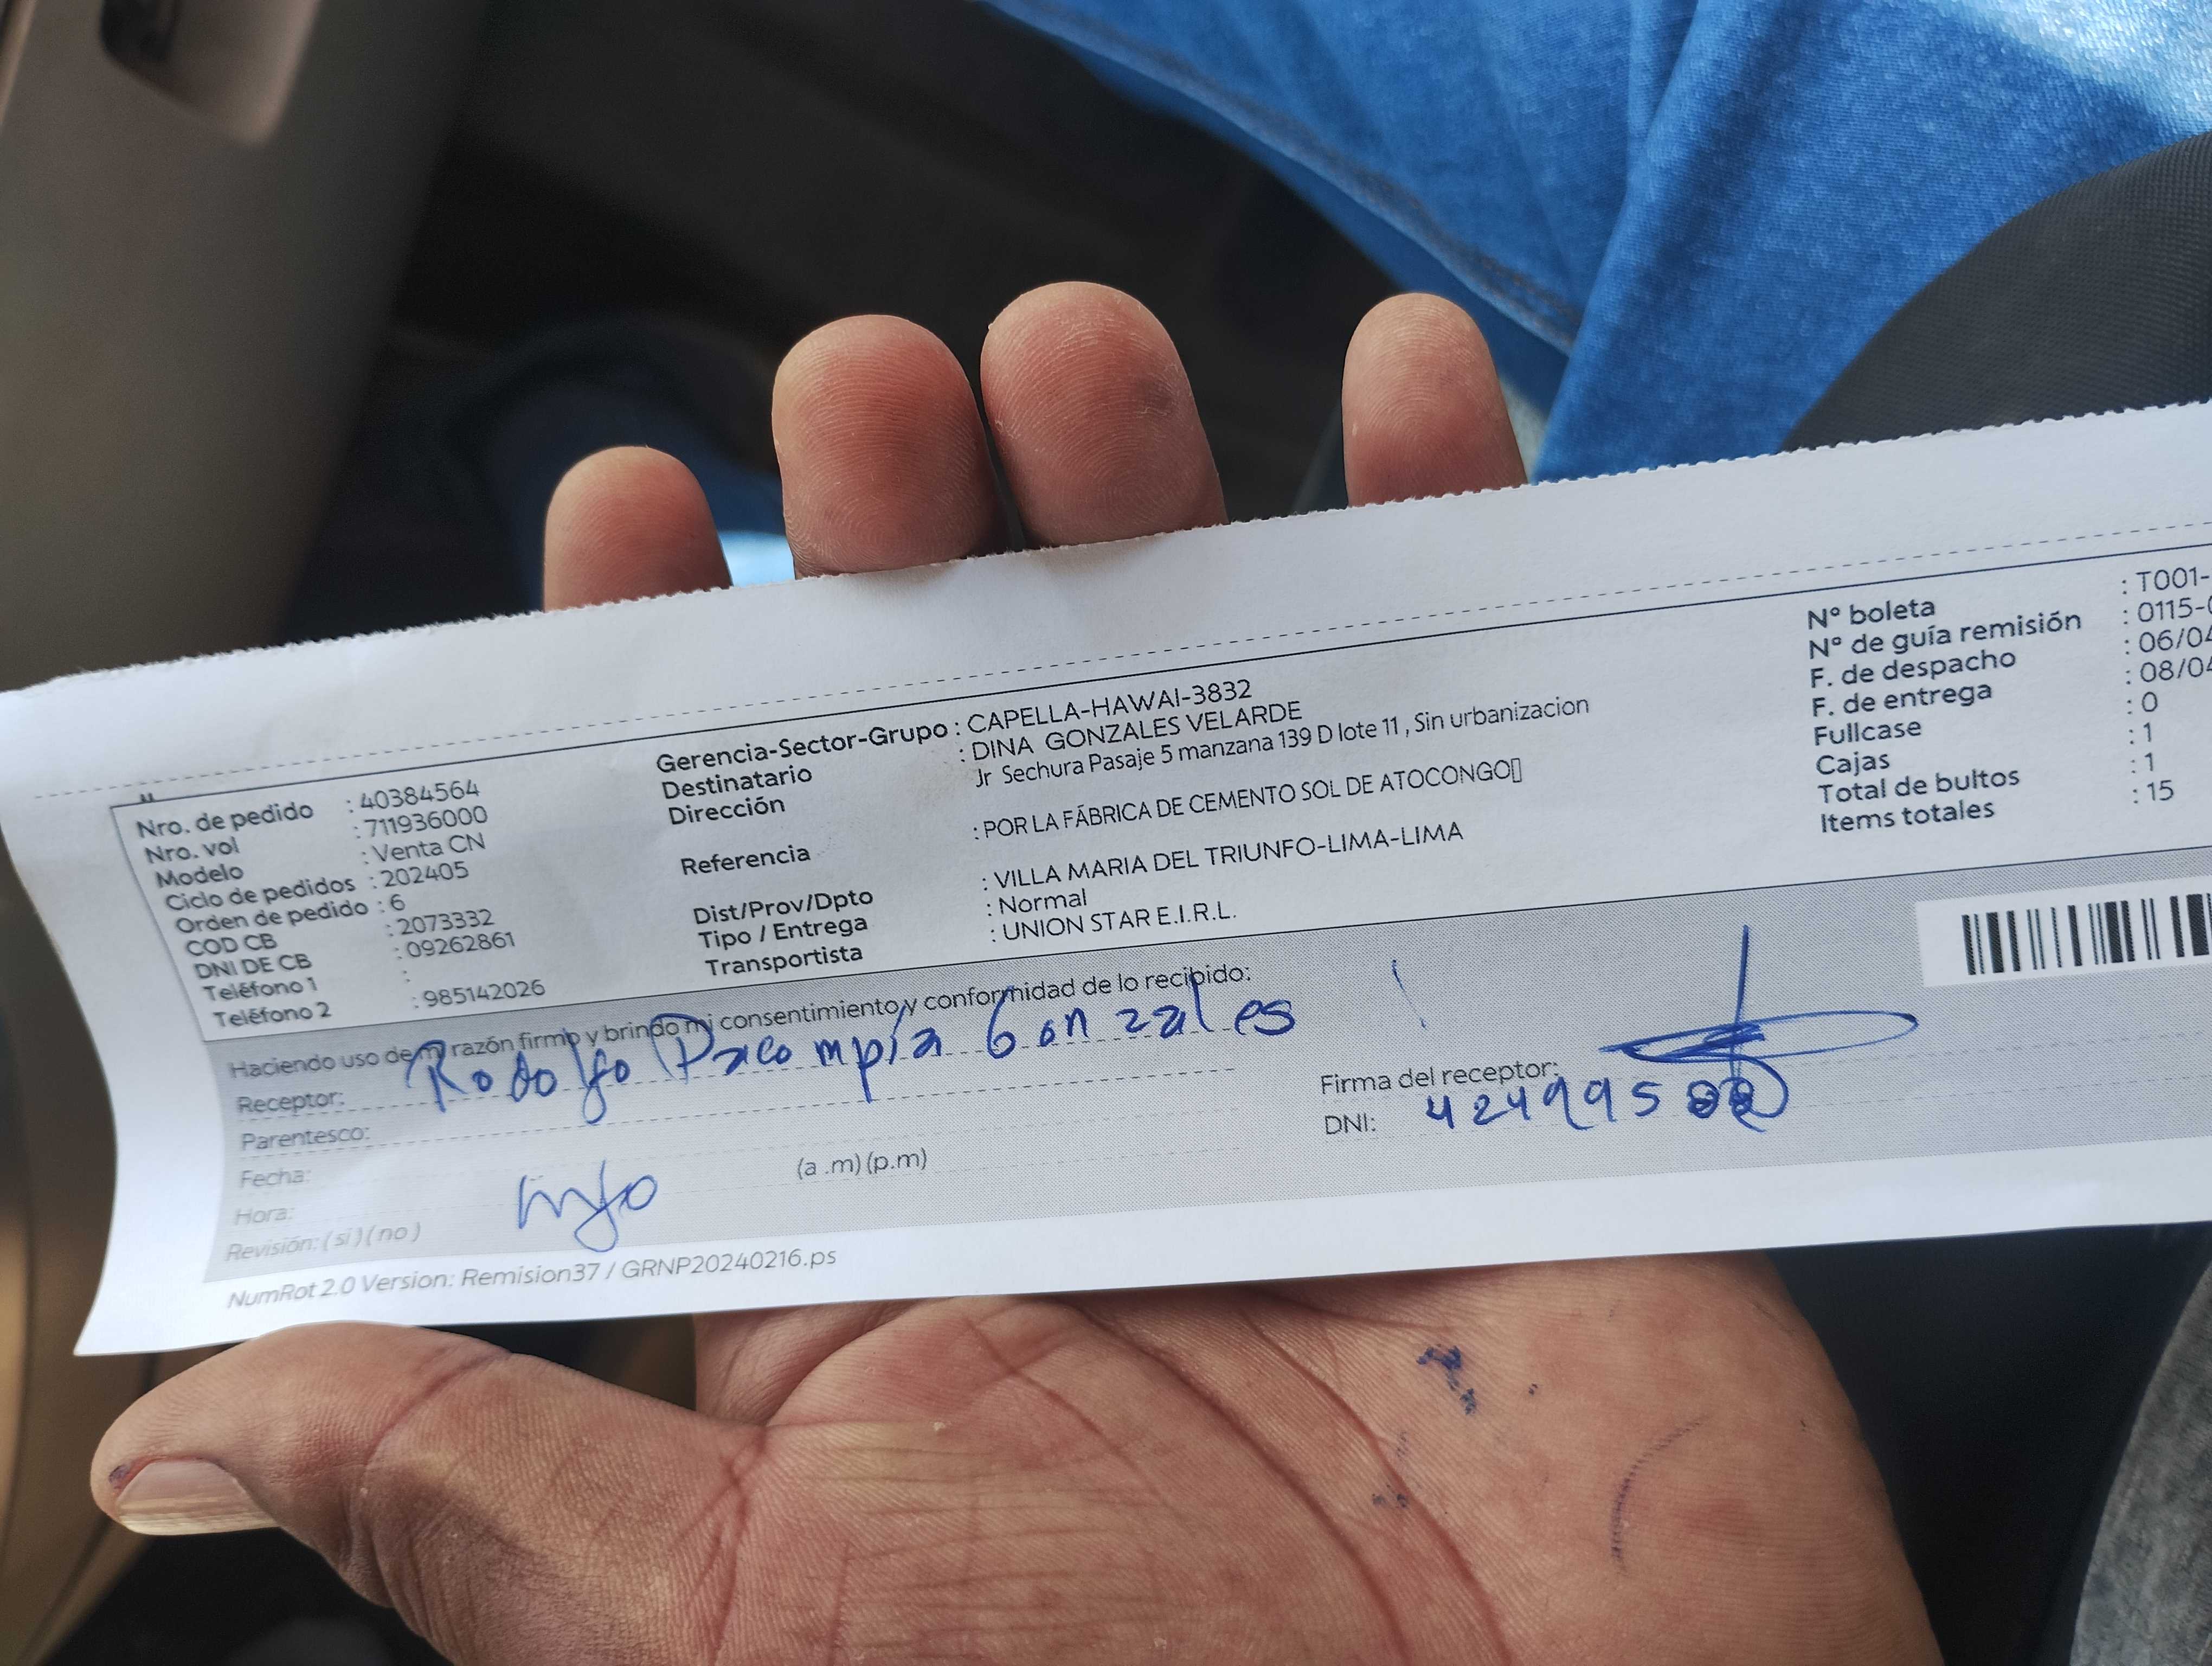 Nro. de pedido : 40384564
Nro. vol : 711936000
Modelo : Venta CN
Ciclo de pedidos : 202405
Orden de pedido : 6
COD CB : 2073332
DNI DE CB : 09262861
Teléfono 1 :
Teléfono 2 : 985142026
Gerencia-Sector-Grupo : CAPELLA-HAWAI-3832
Destinatario : DINA GONZALES VELARDE
Dirección Jr Sechura Pasaje 5 manzana 139 D lote 11 , Sin urbanizacion
Referencia : POR LA FÁBRICA DE CEMENTO SOL DE ATOCONGO
Dist/Prov/Dpto : VILLA MARIA DEL TRIUNFO-LIMA-LIMA
Tipo / Entrega : Normal
Transportista : UNION STAR E.I.R.L.
N° boleta : T001-
N° de guía remisión : 0115-
F. de despacho : 06/04
F. de entrega : 08/04
Fullcase : 0
Cajas : 1
Total de bultos : 1
Items totales : 15
Haciendo uso de mi razón firmo y brindo mi consentimiento y conformidad de lo recibido:
Receptor: Rodolfo Pacompía Gonzales
Parentesco:
Fecha:
Hora: (a .m) (p.m)
Revisión: ( si ) ( no )
Firma del receptor:
DNI: 424995
NumRot 2.0 Version: Remision37 / GRNP20240216.ps